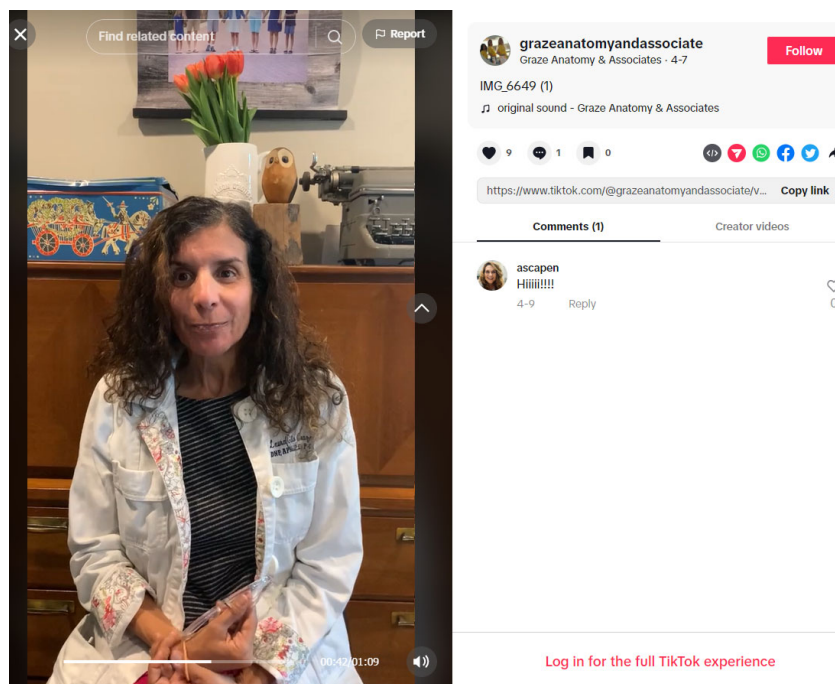 Find related content
Report
grazeanatomyandassociate
Graze Anatomy & Associates · 4-7
Follow
IMG_6649 (1)
original sound - Graze Anatomy & Associates
9
1
0
https://www.tiktok.com/@grazeanatomyandassociate/v...
Copy link
Comments (1)
Creator videos
ascapen
Hiiiii!!!!
4-9
Reply
00:42/01:09
Log in for the full TikTok experience